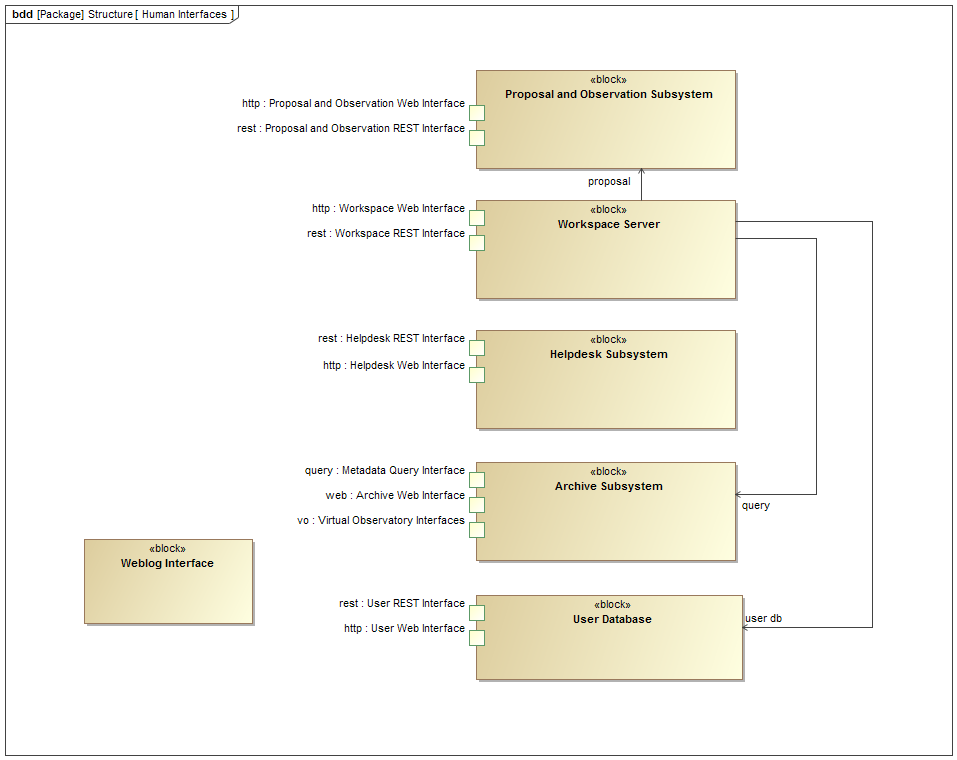 bdd [Package] Structure [ Human Interfaces ]
«block»
Proposal and Observation Subsystem
http : Proposal and Observation Web Interface
rest : Proposal and Observation REST Interface
proposal
«block»
Workspace Server
http : Workspace Web Interface
rest : Workspace REST Interface
«block»
Helpdesk Subsystem
rest : Helpdesk REST Interface
http : Helpdesk Web Interface
«block»
Archive Subsystem
query : Metadata Query Interface
web : Archive Web Interface
vo : Virtual Observatory Interfaces
query
«block»
Weblog Interface
«block»
User Database
rest : User REST Interface
http : User Web Interface
user db